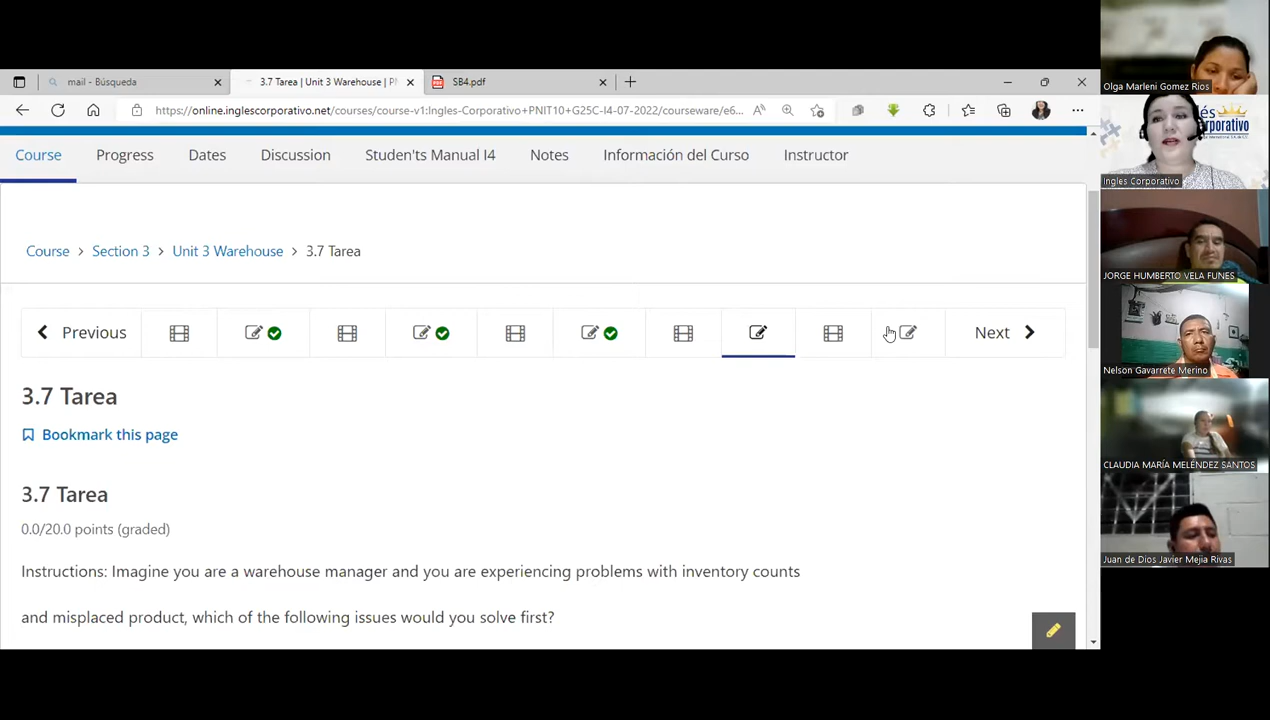 mail - Búsqueda
3.7 Tarea | Unit 3 Warehouse | PN
SB4.pdf
https://online.inglescorporativo.net/courses/course-v1:Ingles-Corporativo+PNIT10+G25C-I4-07-2022/courseware/e6...
Course
Progress
Dates
Discussion
Studen'ts Manual I4
Notes
Información del Curso
Instructor
Course > Section 3 > Unit 3 Warehouse > 3.7 Tarea
Previous
Next
3.7 Tarea
Bookmark this page
3.7 Tarea
0.0/20.0 points (graded)
Instructions: Imagine you are a warehouse manager and you are experiencing problems with inventory counts
and misplaced product, which of the following issues would you solve first?
Olga Marleni Gomez Rios
Ingles Corporativo
JORGE HUMBERTO VELA FUNES
Nelson Gavarrete Merino
CLAUDIA MARÍA MELÉNDEZ SANTOS
Juan de Dios Javier Mejia Rivas